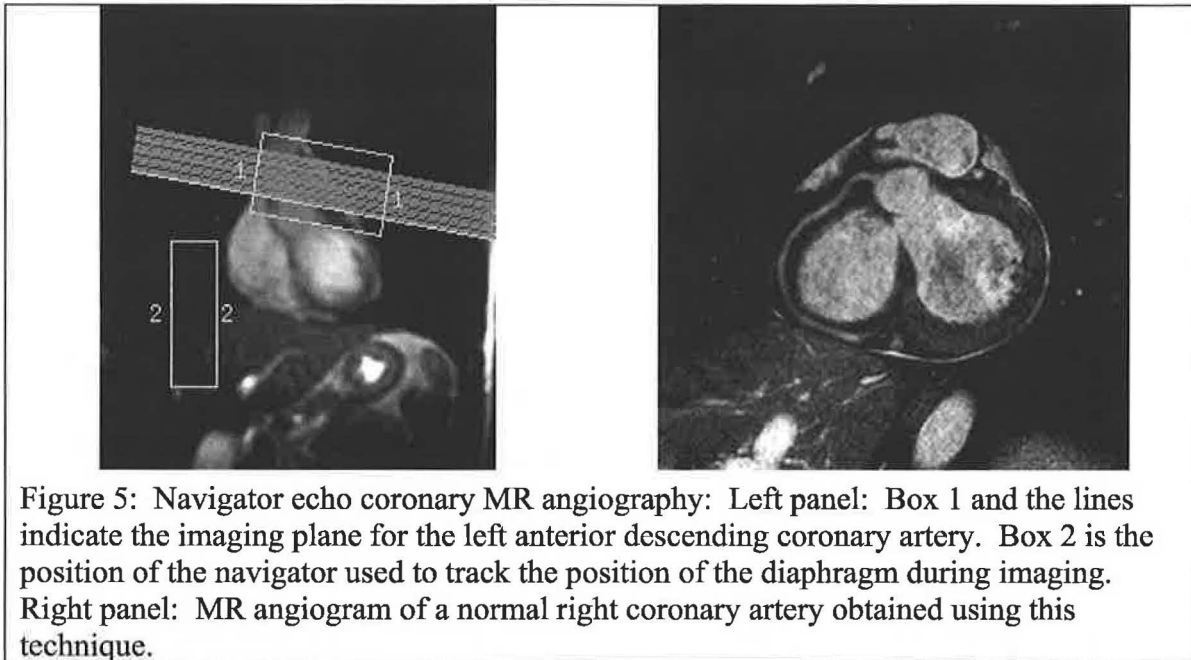 1
1
2
2
Figure 5: Navigator echo coronary MR angiography: Left panel: Box 1 and the lines
indicate the imaging plane for the left anterior descending coronary artery. Box 2 is the
position of the navigator used to track the position of the diaphragm during imaging.
Right panel: MR angiogram of a normal right coronary artery obtained using this
technique.